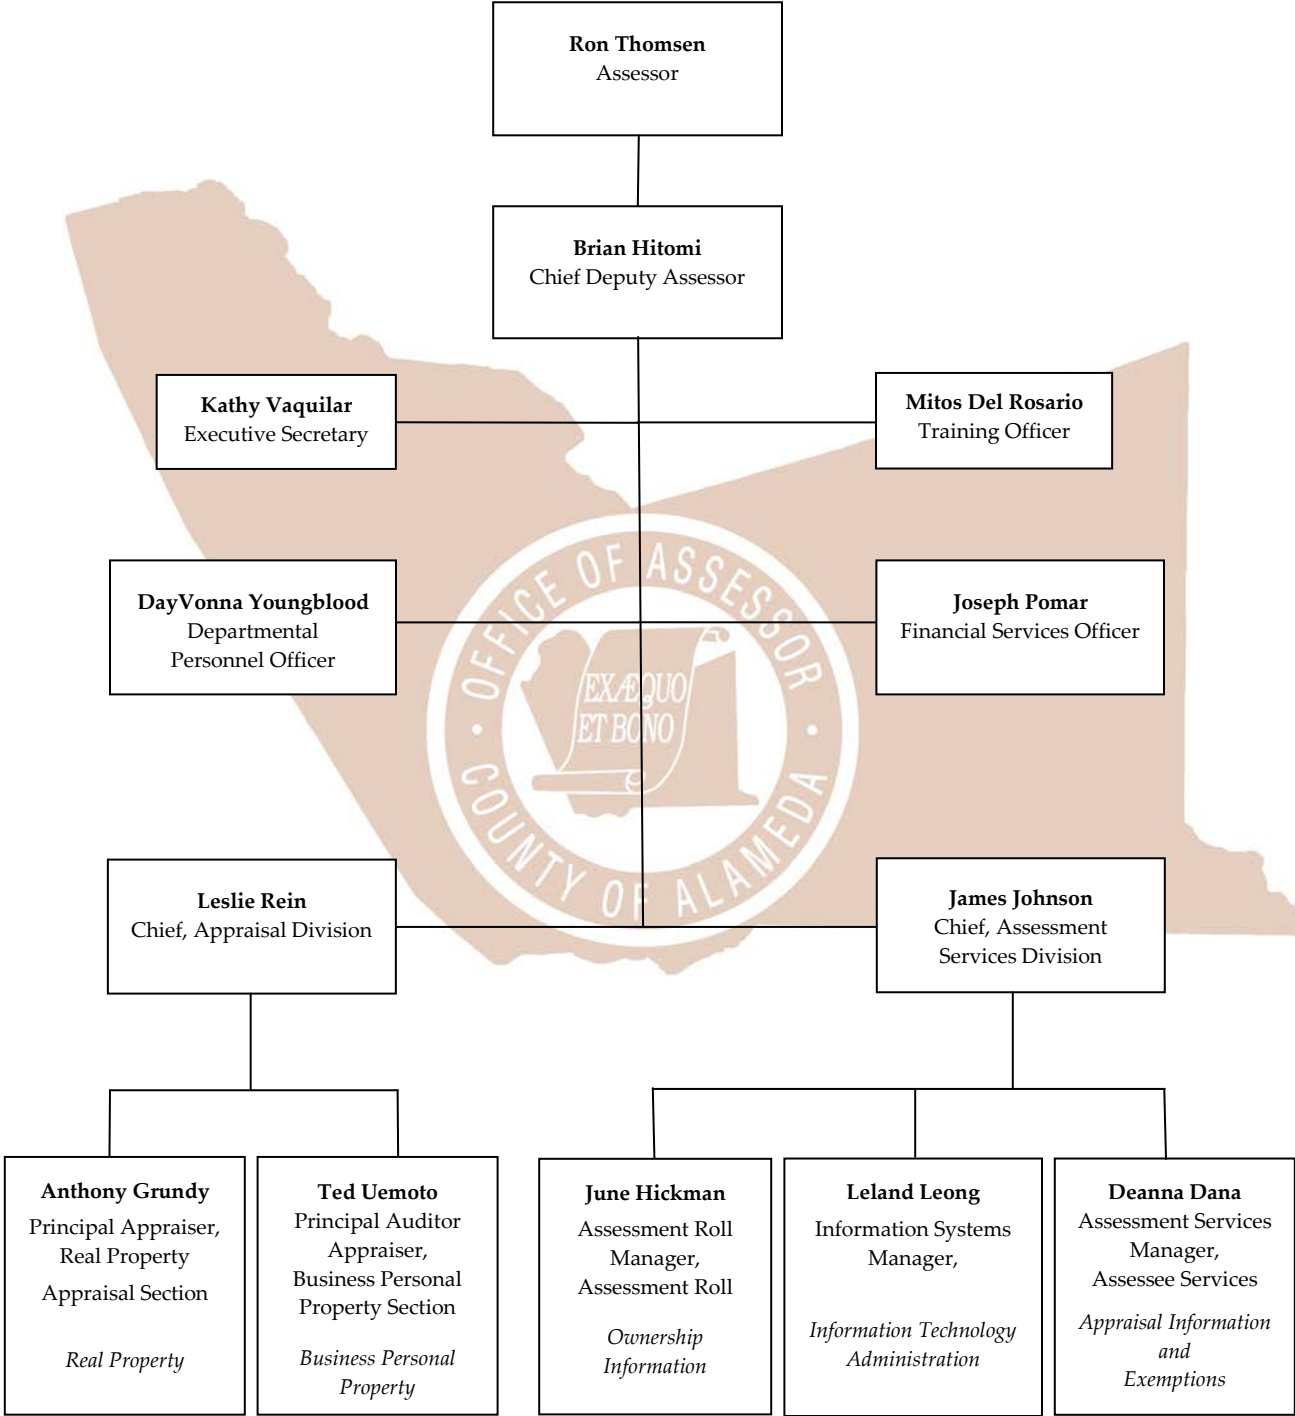 Ron Thomsen
Assessor
Brian Hitomi
Chief Deputy Assessor
Kathy Vaquilar
Executive Secretary
Mitos Del Rosario
Training Officer
DayVonna Youngblood
Departmental
Personnel Officer
Joseph Pomar
Financial Services Officer
OFFICE OF ASSESSOR
EXÆQUO
ET BONO
COUNTY OF ALAMEDA
Leslie Rein
Chief, Appraisal Division
James Johnson
Chief, Assessment
Services Division
Anthony Grundy
Principal Appraiser,
Real Property
Appraisal Section
Real Property
Ted Uemoto
Principal Auditor
Appraiser,
Business Personal
Property Section
Business Personal
Property
June Hickman
Assessment Roll
Manager,
Assessment Roll
Ownership
Information
Leland Leong
Information Systems
Manager,
Information Technology
Administration
Deanna Dana
Assessment Services
Manager,
Assessee Services
Appraisal Information
and
Exemptions